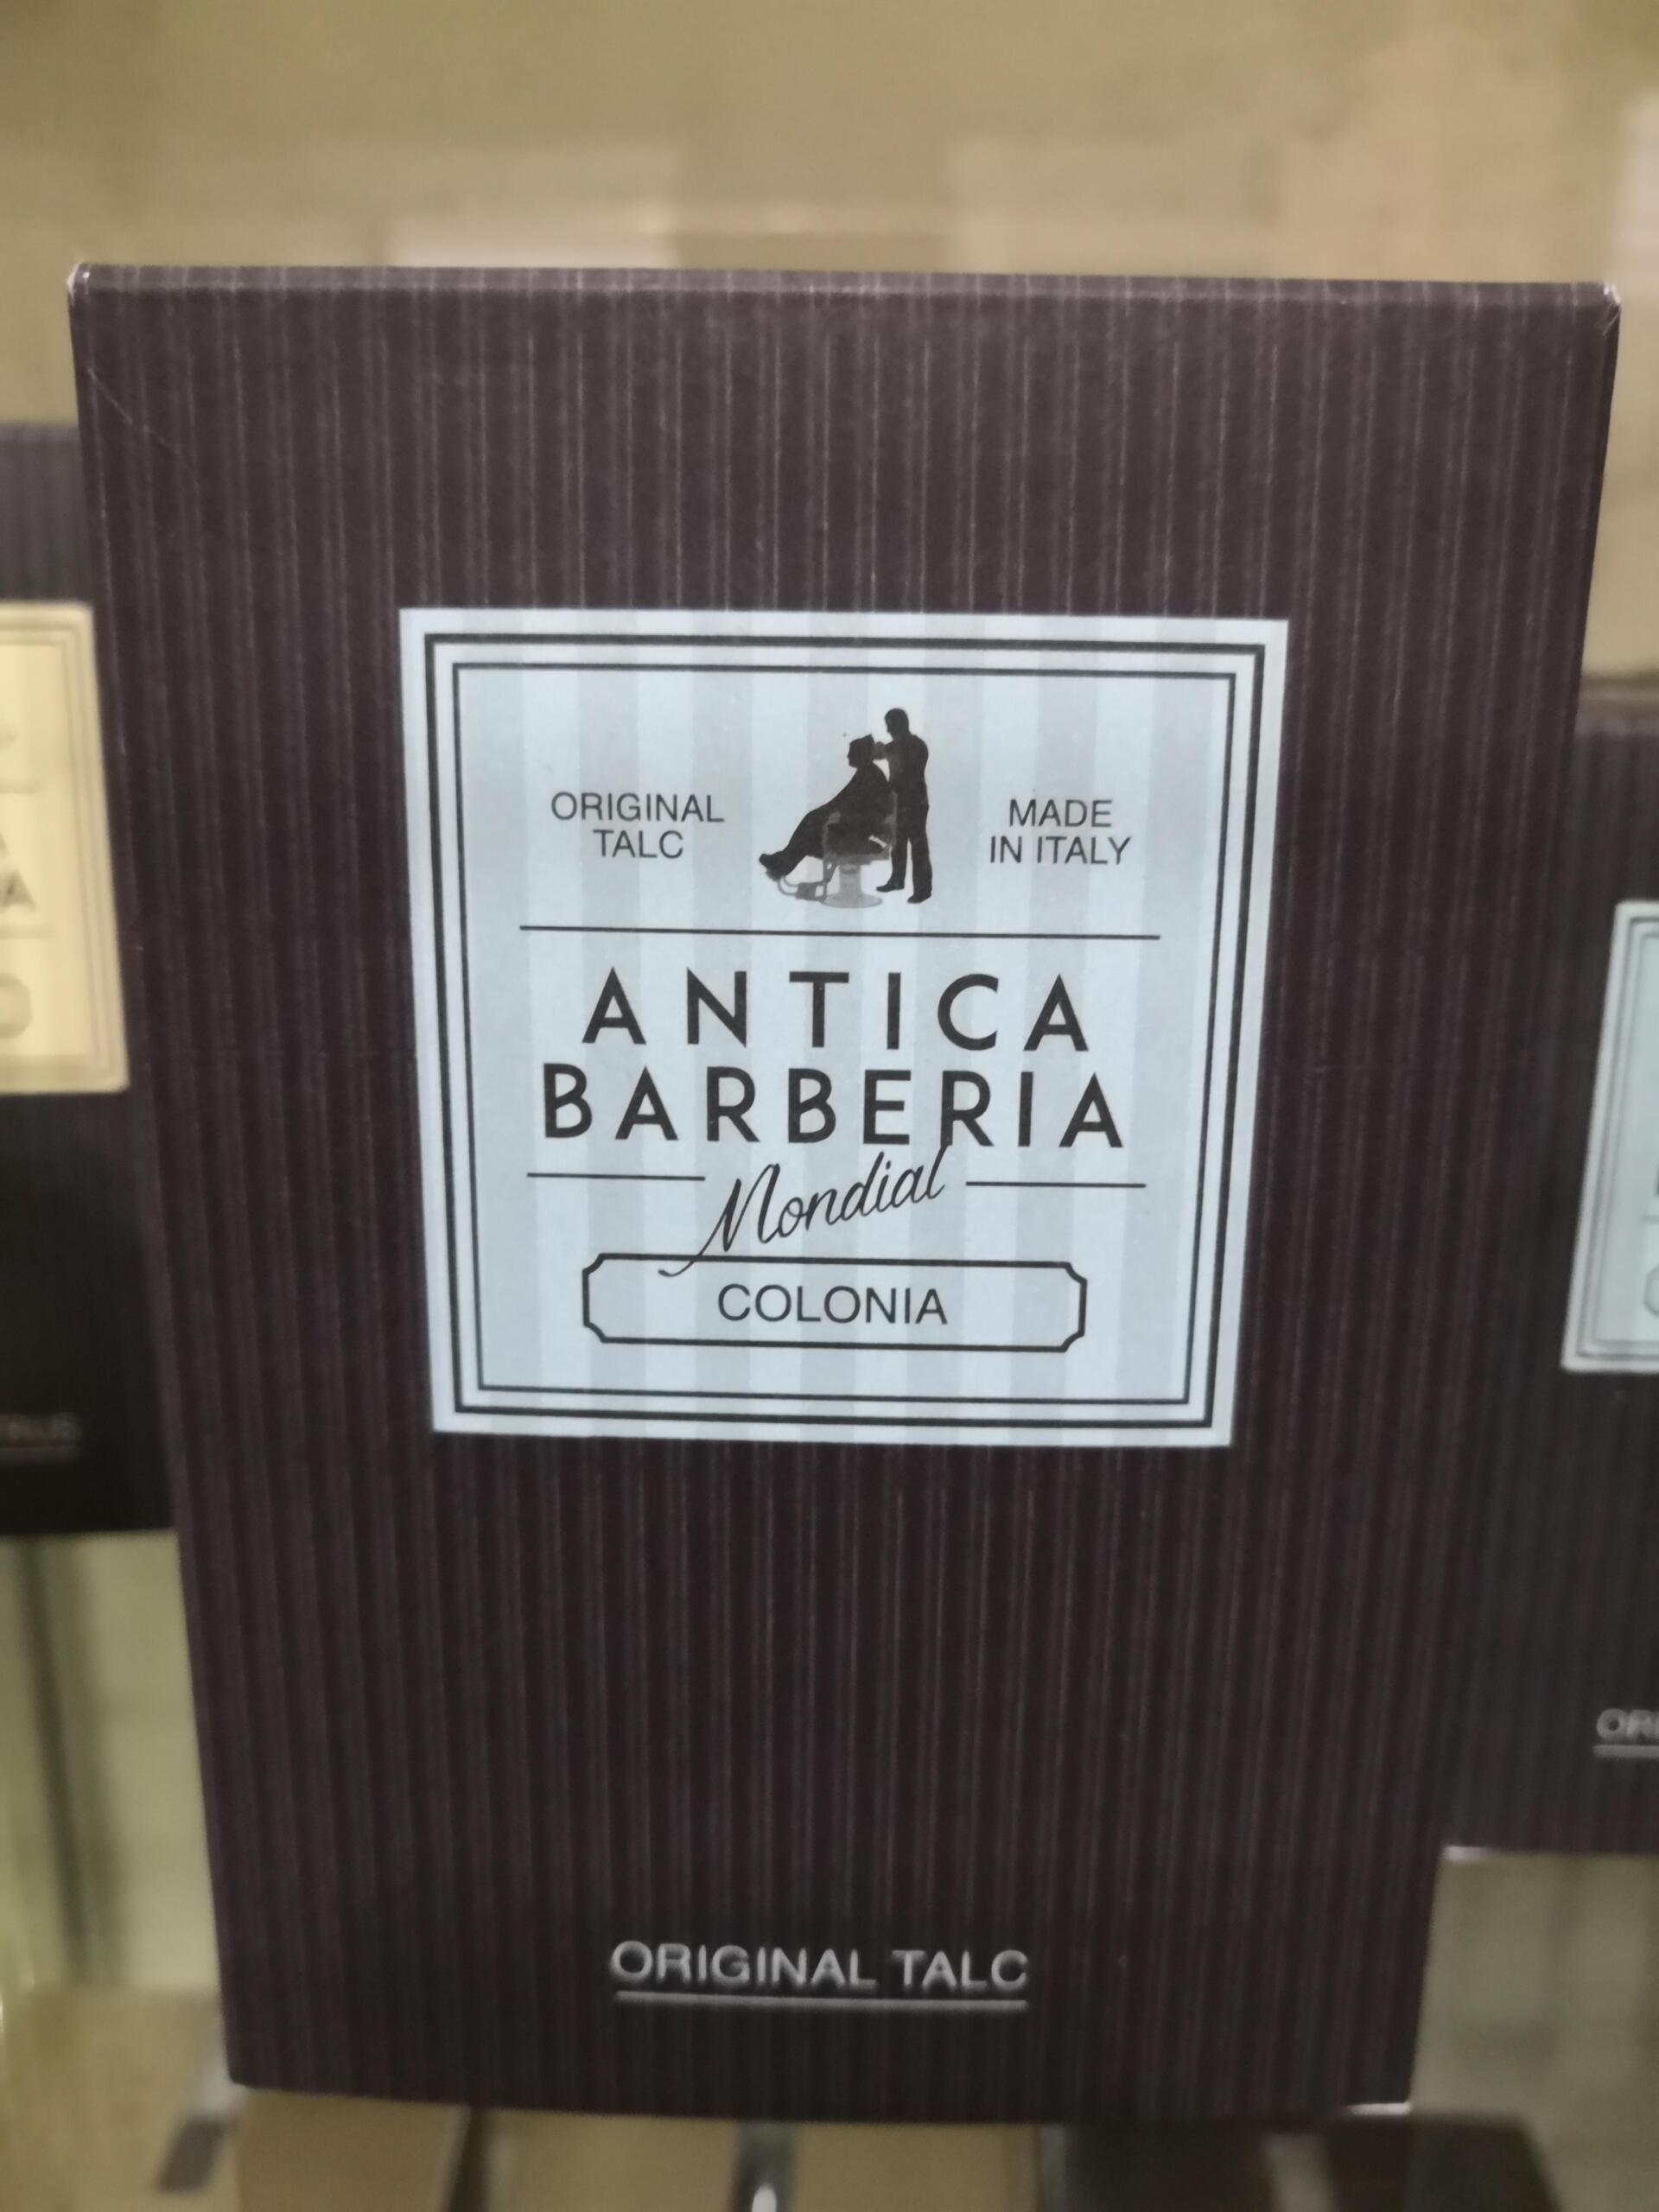 ORIGINAL
TALC
MADE
IN ITALY
ANTICA
BARBERIA
Mondial
COLONIA
ORIGINAL TALC